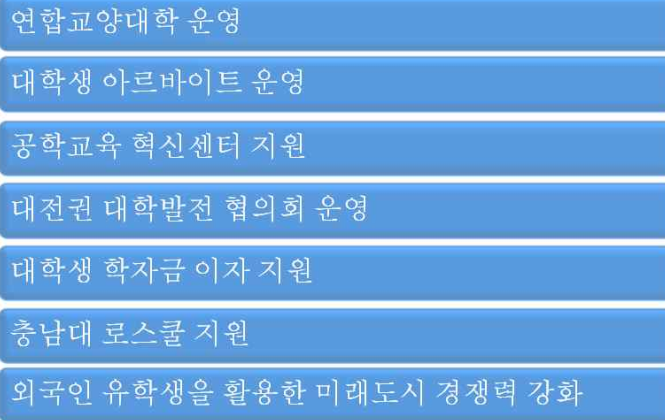 연합교양대학 운영
대학생 아르바이트 운영
공학교육 혁신센터 지원
대전권 대학발전 협의회 운영
대학생 학자금 이자 지원
충남대 로스쿨 지원
외국인 유학생을 활용한 미래도시 경쟁력 강화